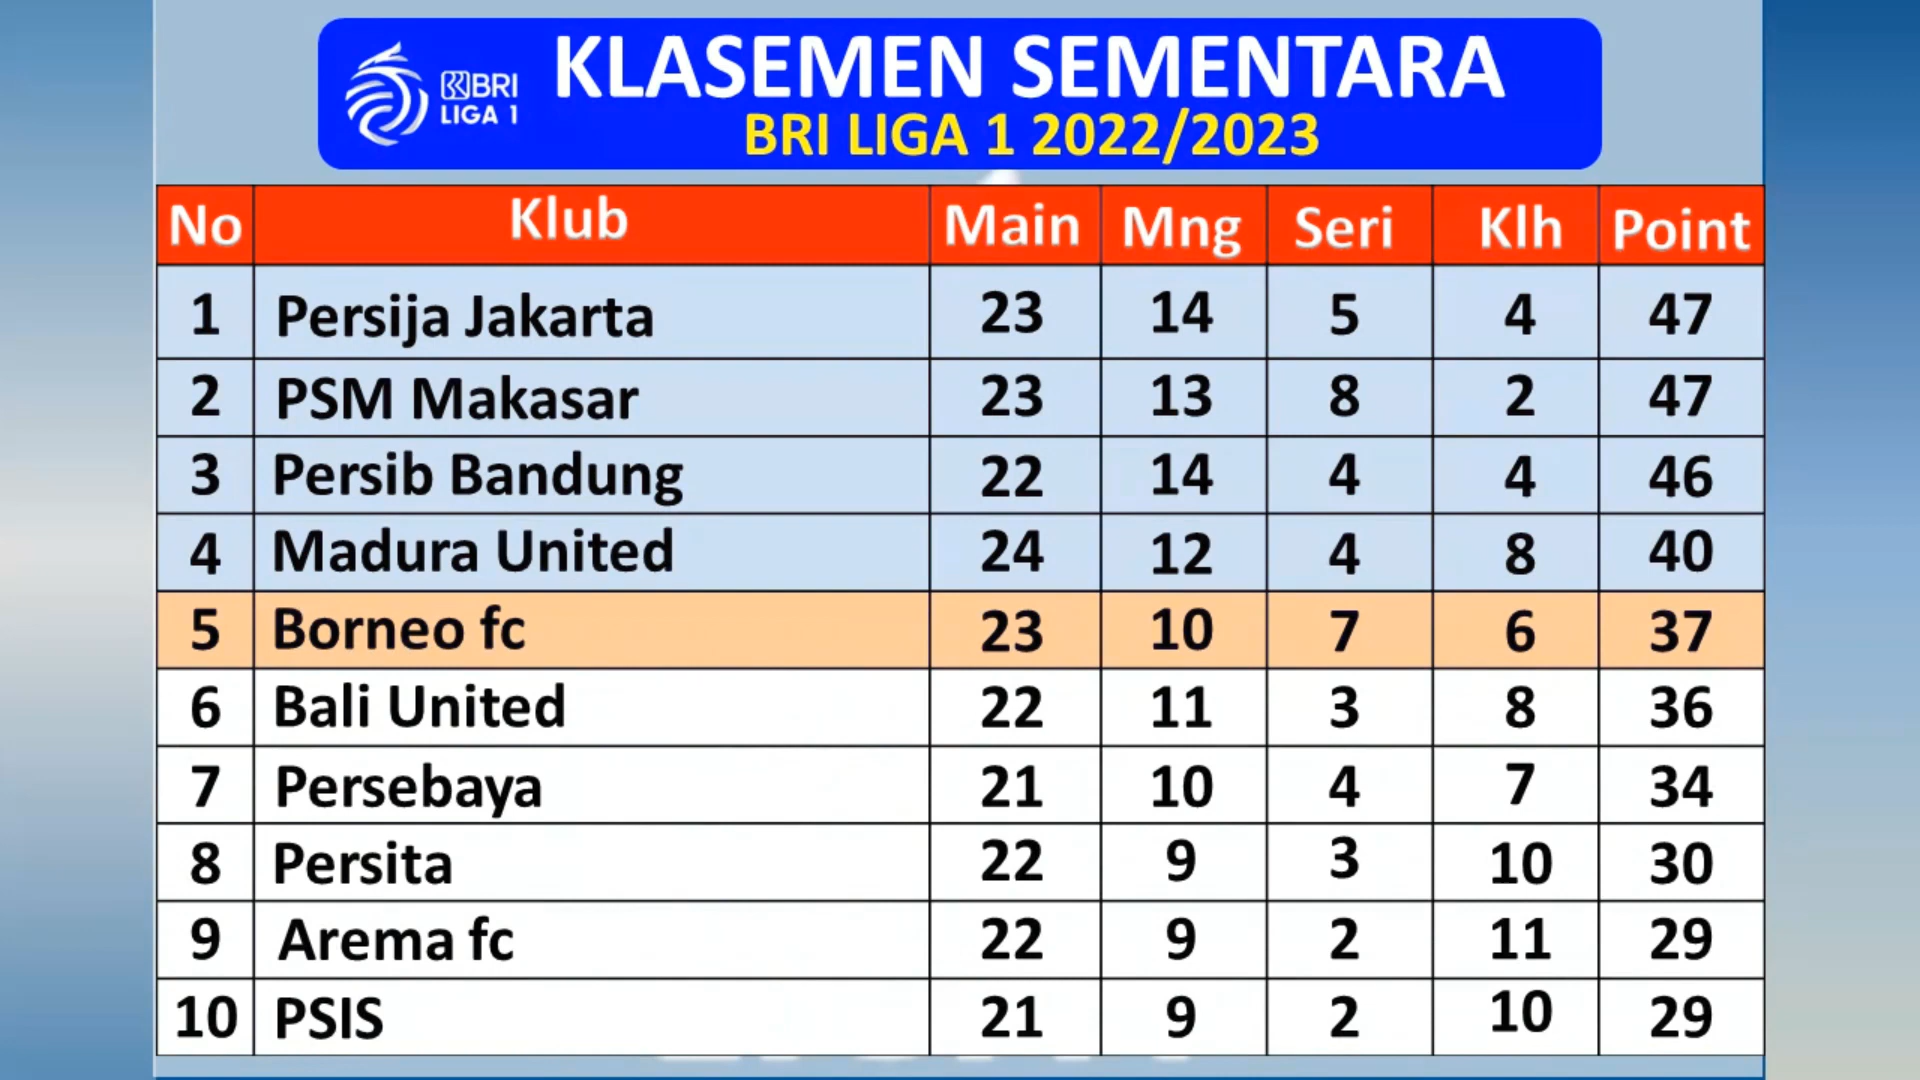 BRI
LIGA 1
KLASEMEN SEMENTARA
BRI LIGA 1 2022/2023
No Klub Main Mng Seri Klh Point
1 Persija Jakarta 23 14 5 4 47
2 PSM Makasar 23 13 8 2 47
3 Persib Bandung 22 14 4 4 46
4 Madura United 24 12 4 8 40
5 Borneo fc 23 10 7 6 37
6 Bali United 22 11 3 8 36
7 Persebaya 21 10 4 7 34
8 Persita 22 9 3 10 30
9 Arema fc 22 9 2 11 29
10 PSIS 21 9 2 10 29